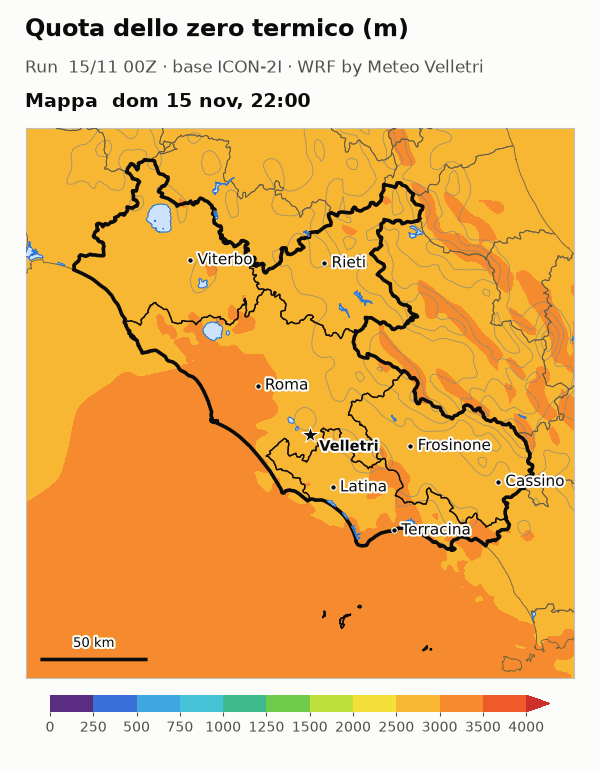 Quota dello zero termico (m)
Run 15/11 00Z · base ICON-2I · WRF by Meteo Velletri
Mappa dom 15 nov, 22:00
Viterbo
Rieti
Roma
Velletri
Frosinone
Latina
Cassino
Terracina
50 km
0 250 500 750 1000 1250 1500 2000 2500 3000 3500 4000